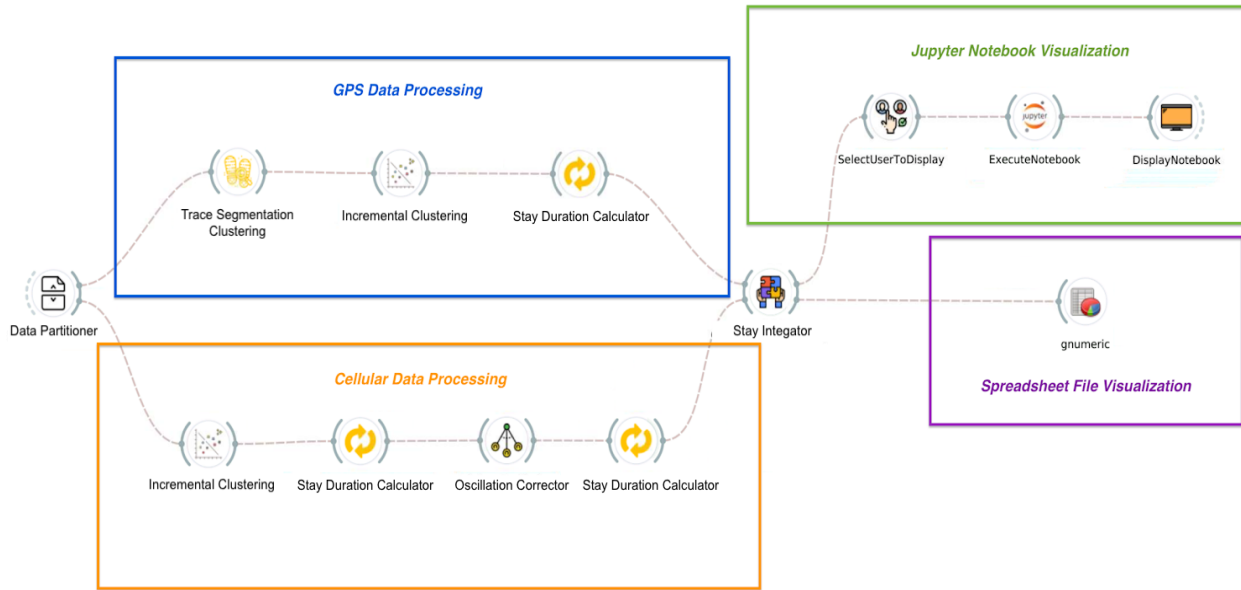 Jupyter Notebook Visualization
GPS Data Processing
jupyter
SelectUserToDisplay
ExecuteNotebook
DisplayNotebook
Trace Segmentation
Clustering
Incremental Clustering
Stay Duration Calculator
Data Partitioner
Stay Integator
gnumeric
Cellular Data Processing
Spreadsheet File Visualization
Incremental Clustering
Stay Duration Calculator
Oscillation Corrector
Stay Duration Calculator